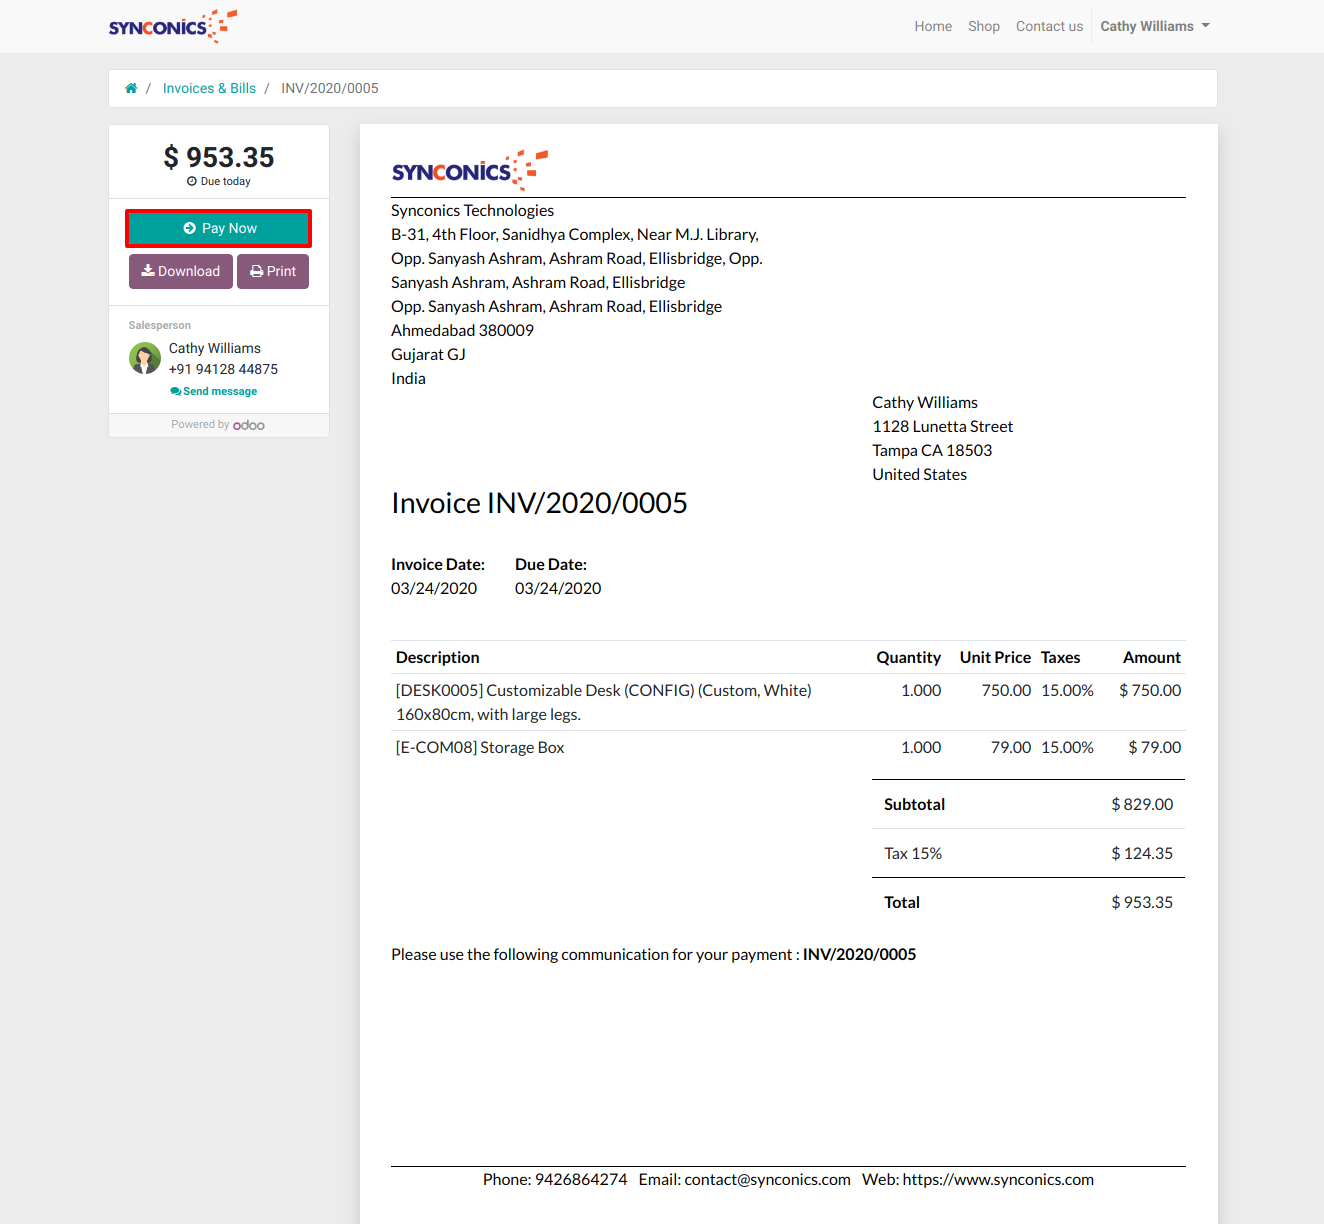 SYNCONICS
Home Shop Contact us Cathy Williams
/ Invoices & Bills / INV/2020/0005
$ 953.35
Due today
Pay Now
Download Print
Salesperson
Cathy Williams
+91 94128 44875
Send message
Powered by odoo
SYNCONICS
Synconics Technologies
B-31, 4th Floor, Sanidhya Complex, Near M.J. Library,
Opp. Sanyash Ashram, Ashram Road, Ellisbridge, Opp.
Sanyash Ashram, Ashram Road, Ellisbridge
Opp. Sanyash Ashram, Ashram Road, Ellisbridge
Ahmedabad 380009
Gujarat GJ
India
Cathy Williams
1128 Lunetta Street
Tampa CA 18503
United States
Invoice INV/2020/0005
Invoice Date: Due Date:
03/24/2020 03/24/2020
Description Quantity Unit Price Taxes Amount
[DESK0005] Customizable Desk (CONFIG) (Custom, White) 1.000 750.00 15.00% $ 750.00
160x80cm, with large legs.
[E-COM08] Storage Box 1.000 79.00 15.00% $ 79.00
Subtotal $ 829.00
Tax 15% $ 124.35
Total $ 953.35
Please use the following communication for your payment : INV/2020/0005
Phone: 9426864274 Email: contact@synconics.com Web: https://www.synconics.com